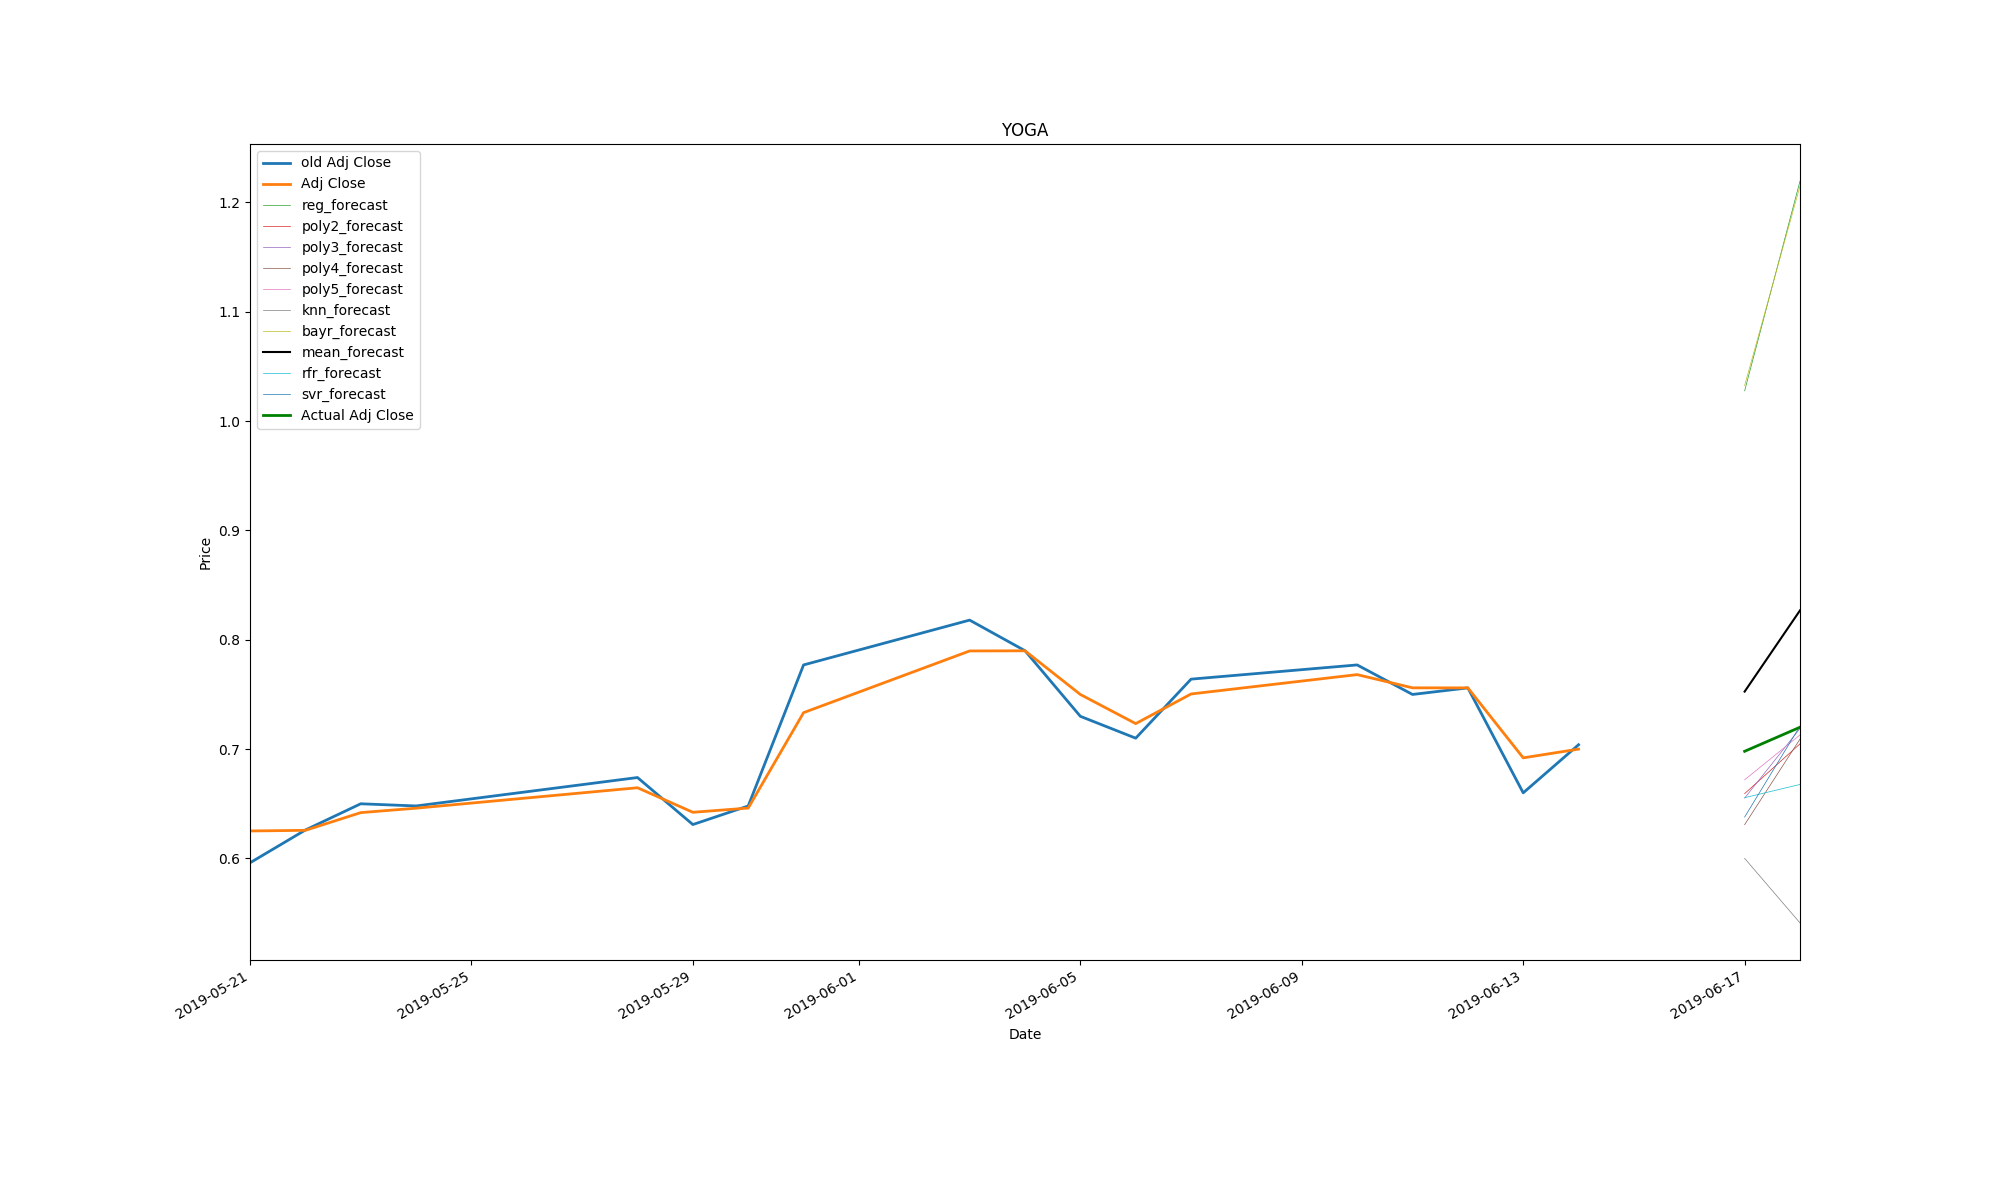 YOGA
old Adj Close
Adj Close
reg_forecast
poly2_forecast
poly3_forecast
poly4_forecast
poly5_forecast
knn_forecast
bayr_forecast
mean_forecast
rfr_forecast
svr_forecast
Actual Adj Close
1.2
1.1
1.0
0.9
0.8
0.7
0.6
Price
2019-05-21
2019-05-25
2019-05-29
2019-06-01
2019-06-05
2019-06-09
2019-06-13
2019-06-17
Date